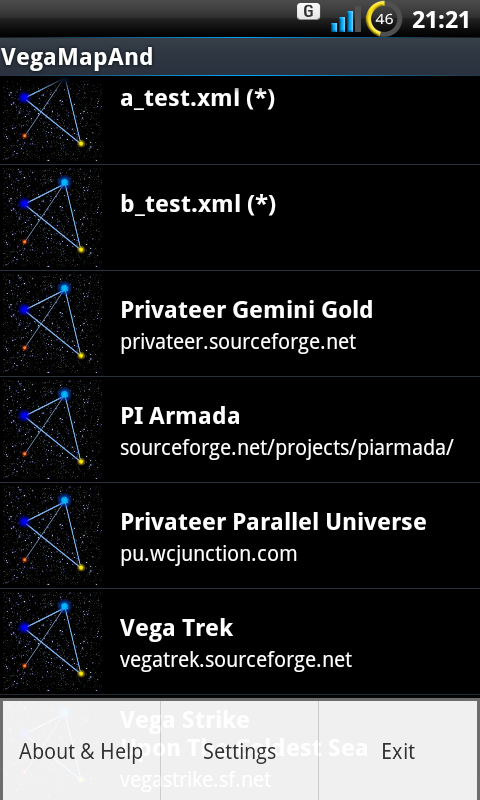 G 46 21:21
VegaMapAnd
a_test.xml (*)
b_test.xml (*)
Privateer Gemini Gold
privateer.sourceforge.net
PI Armada
sourceforge.net/projects/piarmada/
Privateer Parallel Universe
pu.wcjunction.com
Vega Trek
vegatrek.sourceforge.net
Vega Strike
Upon The Coldest Sea
vegastrike.sf.net
About & Help Settings Exit